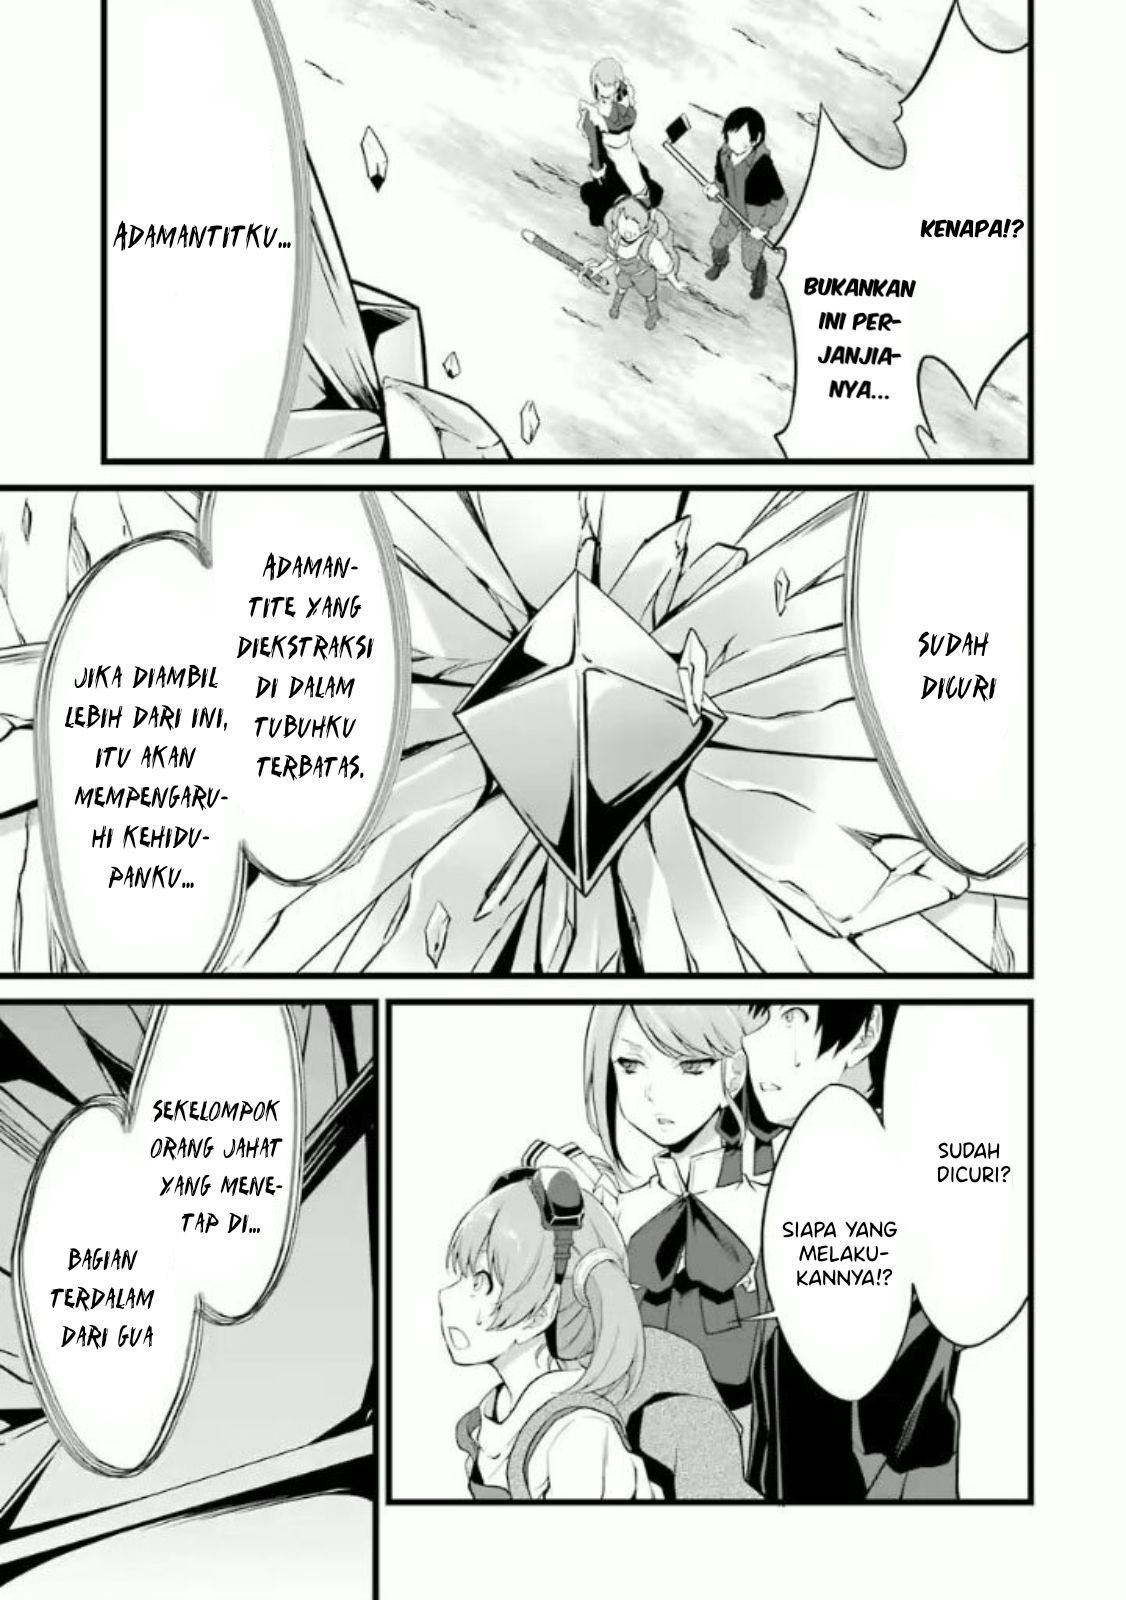 KENAPA!?
BUKANKAN
INI PER-
JANJIA-
NYA...
ADAMANTITKU...
SUDAH
DICURI
ADAMAN-
TITE YANG
DIEKSTRAKSI
DI DALAM
TUBUHKU
TERBATAS.
JIKA DIAMBIL
LEBIH DARI INI,
ITU AKAN
MEMPENGARU-
HI KEHIDU-
PANKU...
SUDAH
DICURI?
SIAPA YANG
MELAKU-
KANNYA!?
SEKELOMPOK
ORANG JAHAT
YANG MENE-
TAP DI...
BAGIAN
TERDALAM
DARI GUA